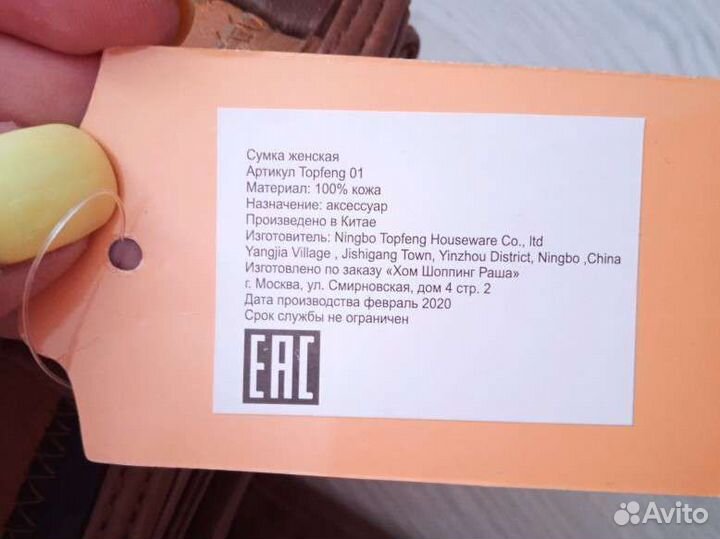 Сумка женская
Артикул Topfeng 01
Материал: 100% кожа
Назначение: аксессуар
Произведено в Китае
Изготовитель: Ningbo Topfeng Houseware Co., ltd
Yangjia Village , Jishigang Town, Yinzhou District, Ningbo ,China
Изготовлено по заказу «Хом Шоппинг Раша»
г. Москва, ул. Смирновская, дом 4 стр. 2
Дата производства февраль 2020
Срок службы не ограничен
EAC
Avito